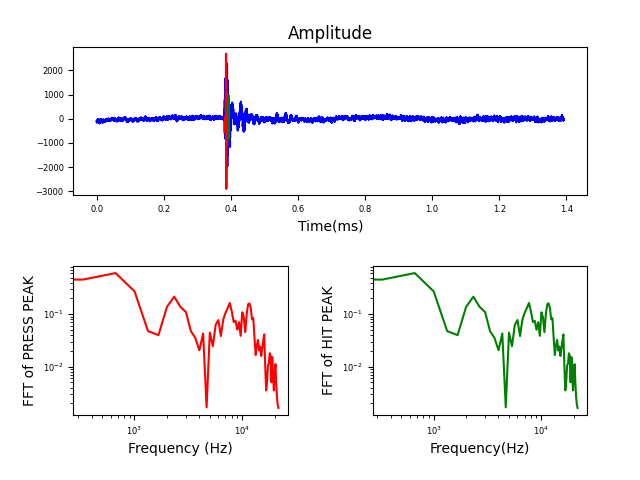 Amplitude
2000
1000
0
−1000
−2000
−3000
0.0 0.2 0.4 0.6 0.8 1.0 1.2 1.4
Time(ms)
FFT of PRESS PEAK
10⁻¹
10⁻²
10³ 10⁴
Frequency (Hz)
FFT of HIT PEAK
10⁻¹
10⁻²
10³ 10⁴
Frequency(Hz)